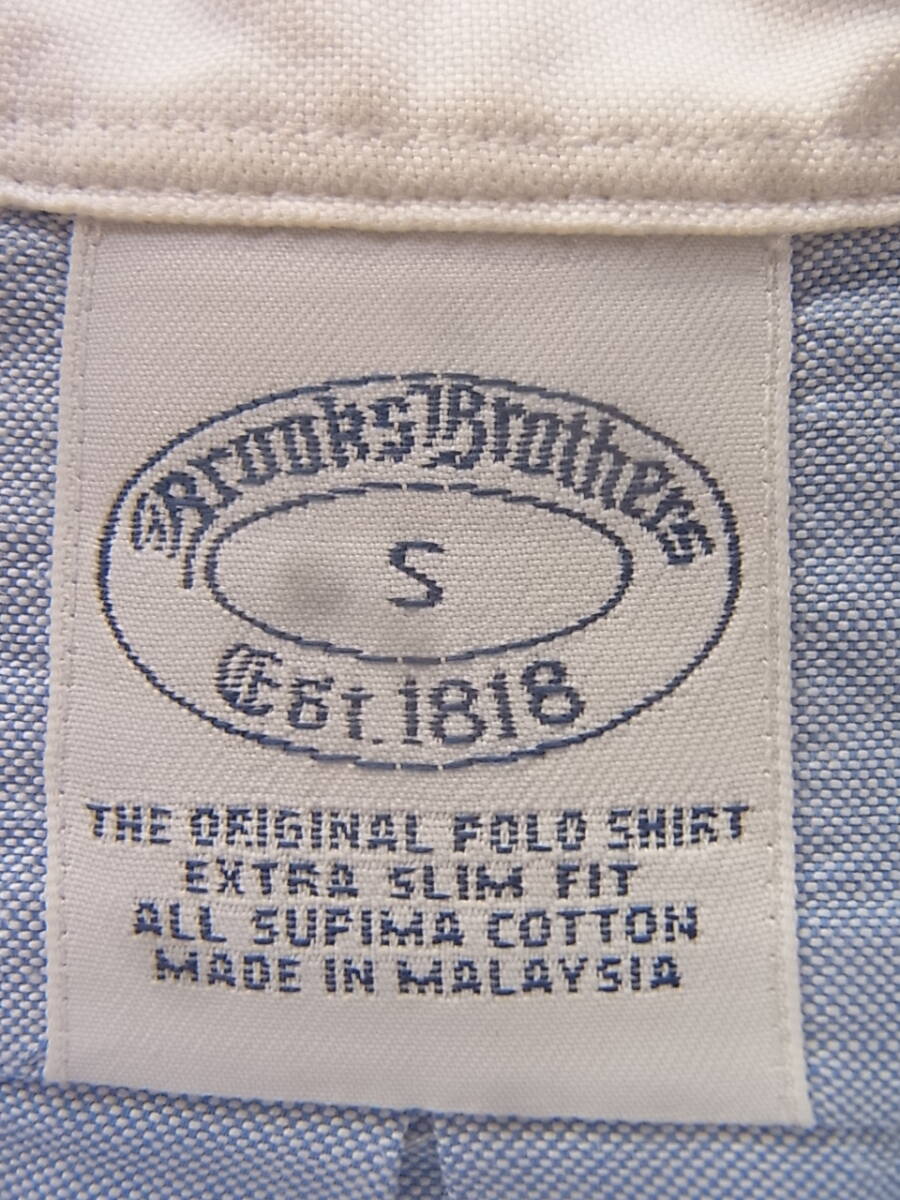 Brooks Brothers
S
Est. 1818
THE ORIGINAL POLO SHIRT
EXTRA SLIM FIT
ALL SUPIMA COTTON
MADE IN MALAYSIA